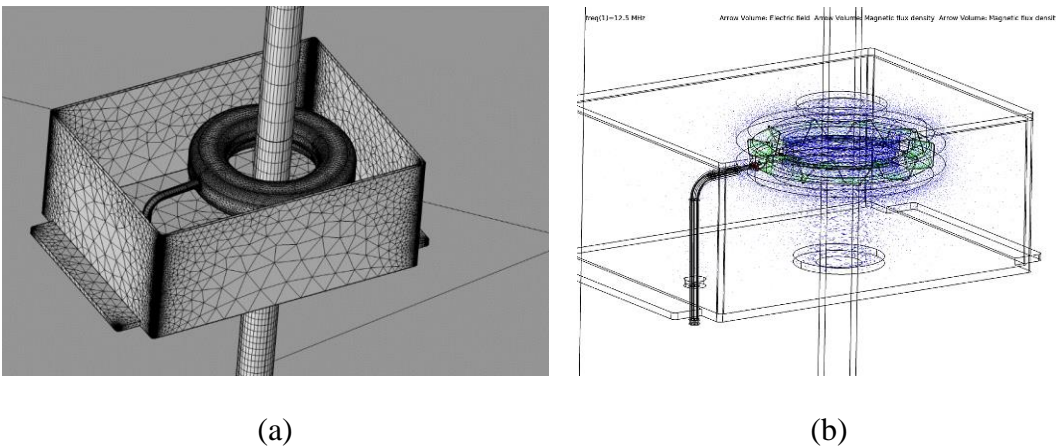 freq(1)=12.5 MHz Arrow Volume: Electric field Arrow Volume: Magnetic flux density Arrow Volume: Magnetic flux densit
(a) (b)